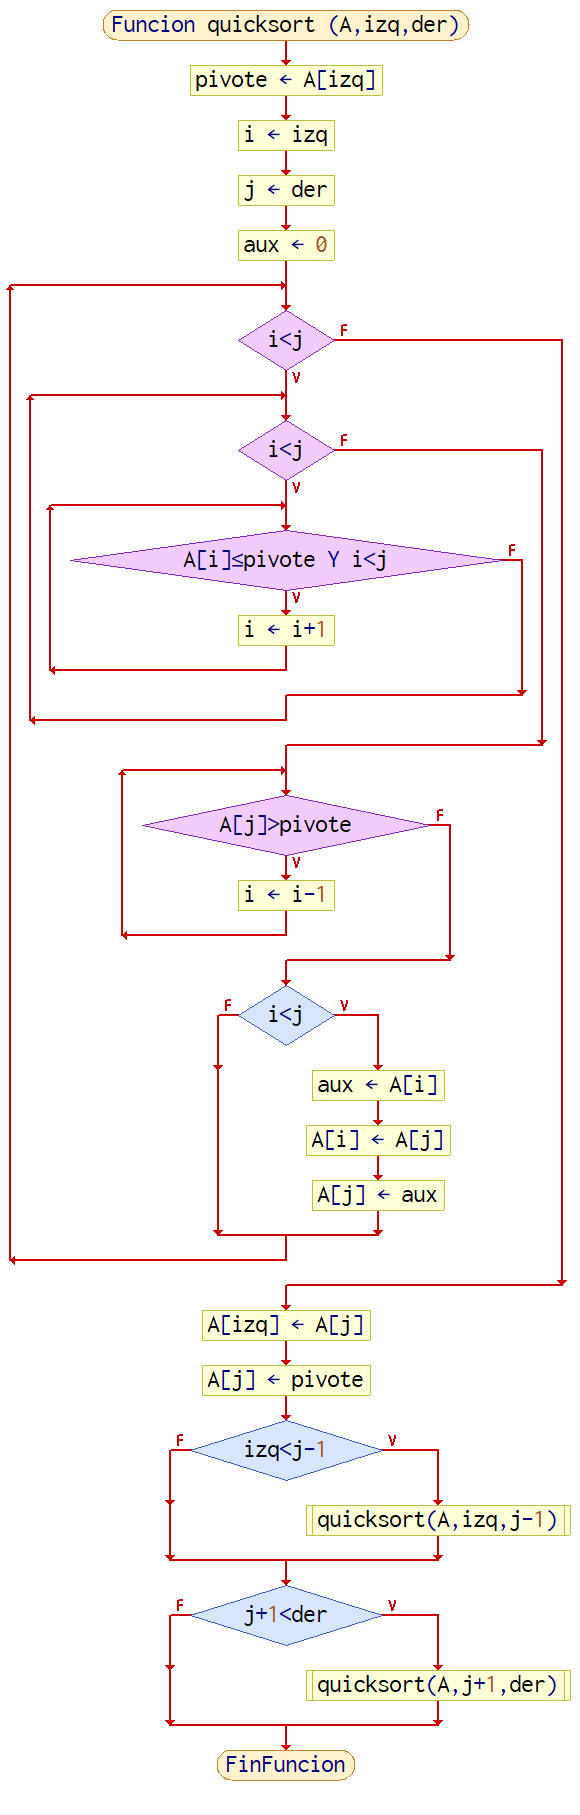 Funcion quicksort (A,izq,der)
pivote ← A[izq]
i ← izq
j ← der
aux ← 0
i<j
F
V
i<j
F
V
A[i]≤pivote Y i<j
F
V
i ← i+1
A[j]>pivote
F
V
i ← i-1
i<j
F
V
aux ← A[i]
A[i] ← A[j]
A[j] ← aux
A[izq] ← A[j]
A[j] ← pivote
izq<j-1
F
V
quicksort(A,izq,j-1)
j+1<der
F
V
quicksort(A,j+1,der)
FinFuncion